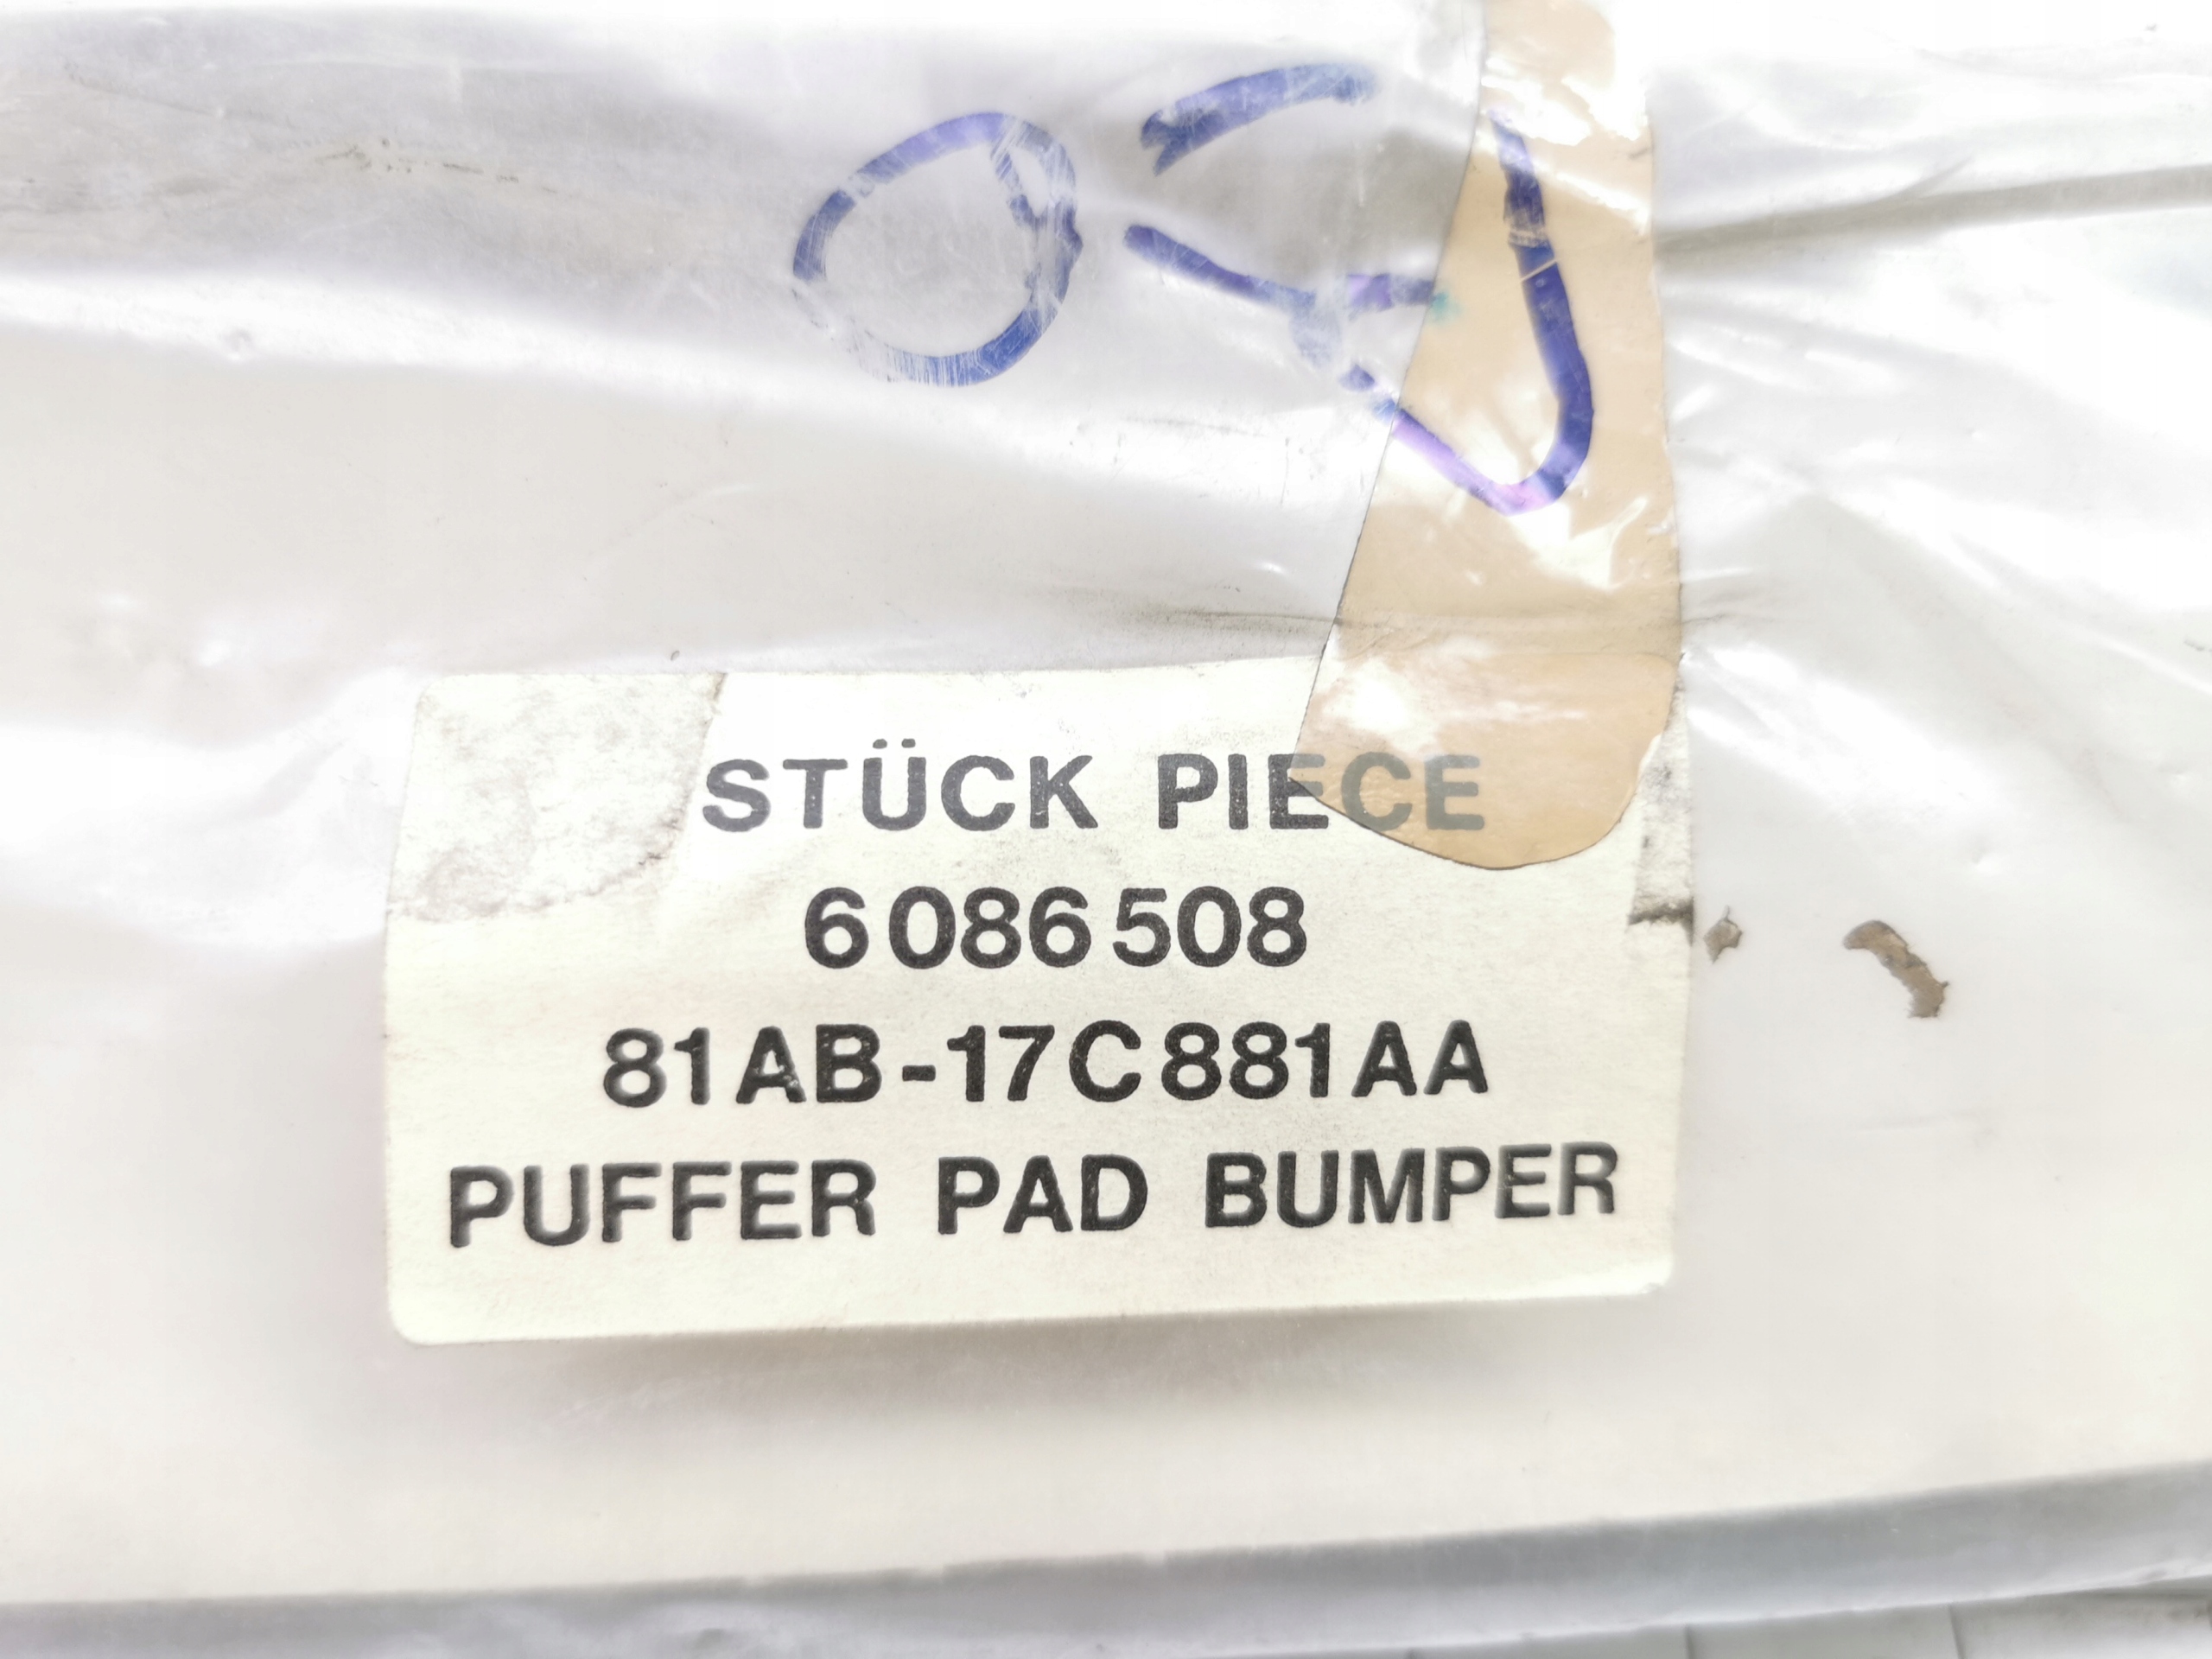 STÜCK PIECE
6086508
81AB-17C881AA
PUFFER PAD BUMPER